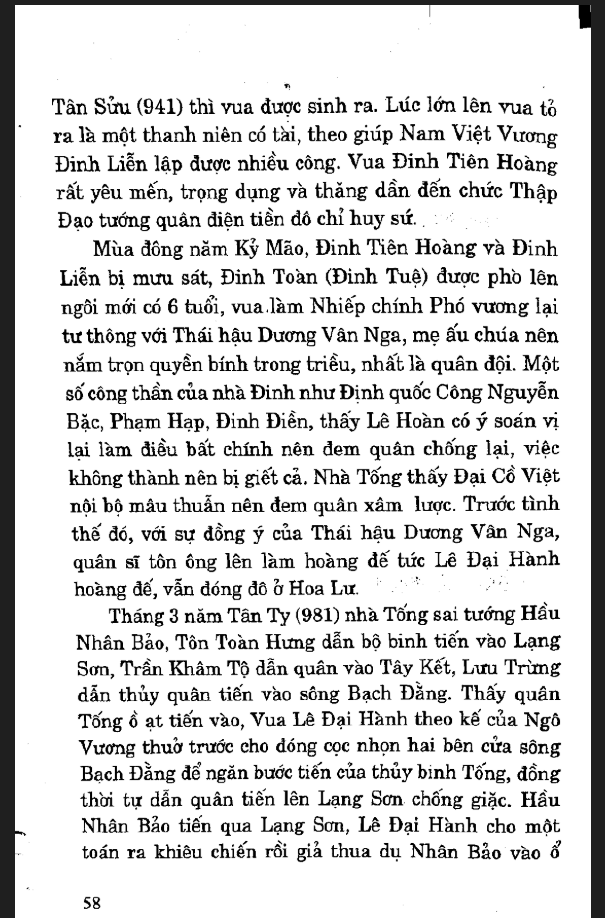 Tân Sửu (941) thì vua được sinh ra. Lúc lớn lên vua tỏ
ra là một thanh niên có tài, theo giúp Nam Việt Vương
Đinh Liễn lập được nhiều công. Vua Đinh Tiên Hoàng
rất yêu mến, trọng dụng và thăng dần đến chức Thập
Đạo tướng quân điện tiền đô chỉ huy sứ.
Mùa đông năm Kỷ Mão, Đinh Tiên Hoàng và Đinh
Liễn bị mưu sát, Đinh Toàn (Đinh Tuệ) được phò lên
ngôi mới có 6 tuổi, vua làm Nhiếp chính Phó vương lại
tư thông với Thái hậu Dương Vân Nga, mẹ ấu chúa nên
nắm trọn quyền bính trong triều, nhất là quân đội. Một
số công thần của nhà Đinh như Định quốc Công Nguyễn
Bặc, Phạm Hạp, Đinh Điền, thấy Lê Hoàn có ý soán vị
lại làm điều bất chính nên đem quân chống lại, việc
không thành nên bị giết cả. Nhà Tống thấy Đại Cồ Việt
nội bộ mâu thuẫn nên đem quân xâm lược. Trước tình
thế đó, với sự đồng ý của Thái hậu Dương Vân Nga,
quân sĩ tôn ông lên làm hoàng đế tức Lê Đại Hành
hoàng đế, vẫn đóng đô ở Hoa Lư.
Tháng 3 năm Tân Tỵ (981) nhà Tống sai tướng Hầu
Nhân Bảo, Tôn Toàn Hưng dẫn bộ binh tiến vào Lạng
Sơn, Trần Khâm Tộ dẫn quân vào Tây Kết, Lưu Trừng
dẫn thủy quân tiến vào sông Bạch Đằng. Thấy quân
Tống ồ ạt tiến vào, Vua Lê Đại Hành theo kế của Ngô
Vương thuở trước cho đóng cọc nhọn hai bên cửa sông
Bạch Đằng để ngăn bước tiến của thủy binh Tống, đồng
thời tự dẫn quân tiến lên Lạng Sơn chống giặc. Hầu
Nhân Bảo tiến qua Lạng Sơn, Lê Đại Hành cho một
toán ra khiêu chiến rồi giả thua dụ Nhân Bảo vào ổ
58